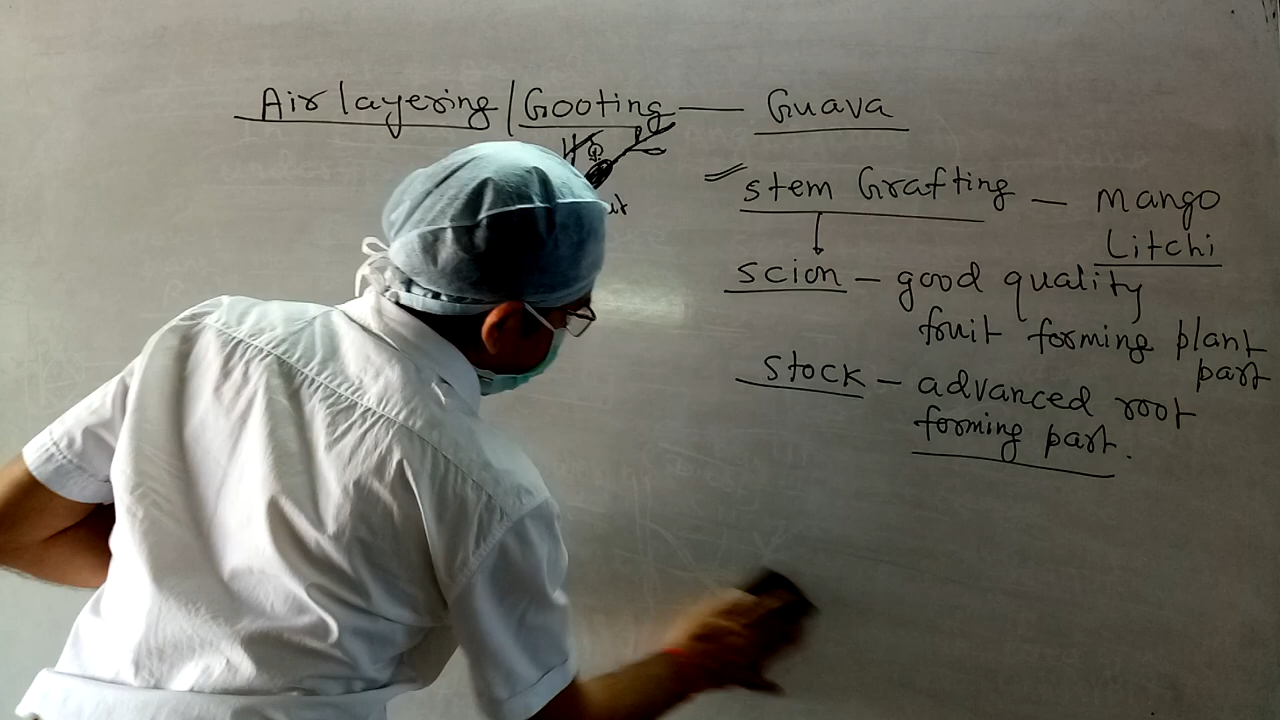 Air layering/Gooting — Guava
stem Grafting — Mango
Litchi
scion — good quality
fruit forming plant
part
stock — advanced root
forming part.